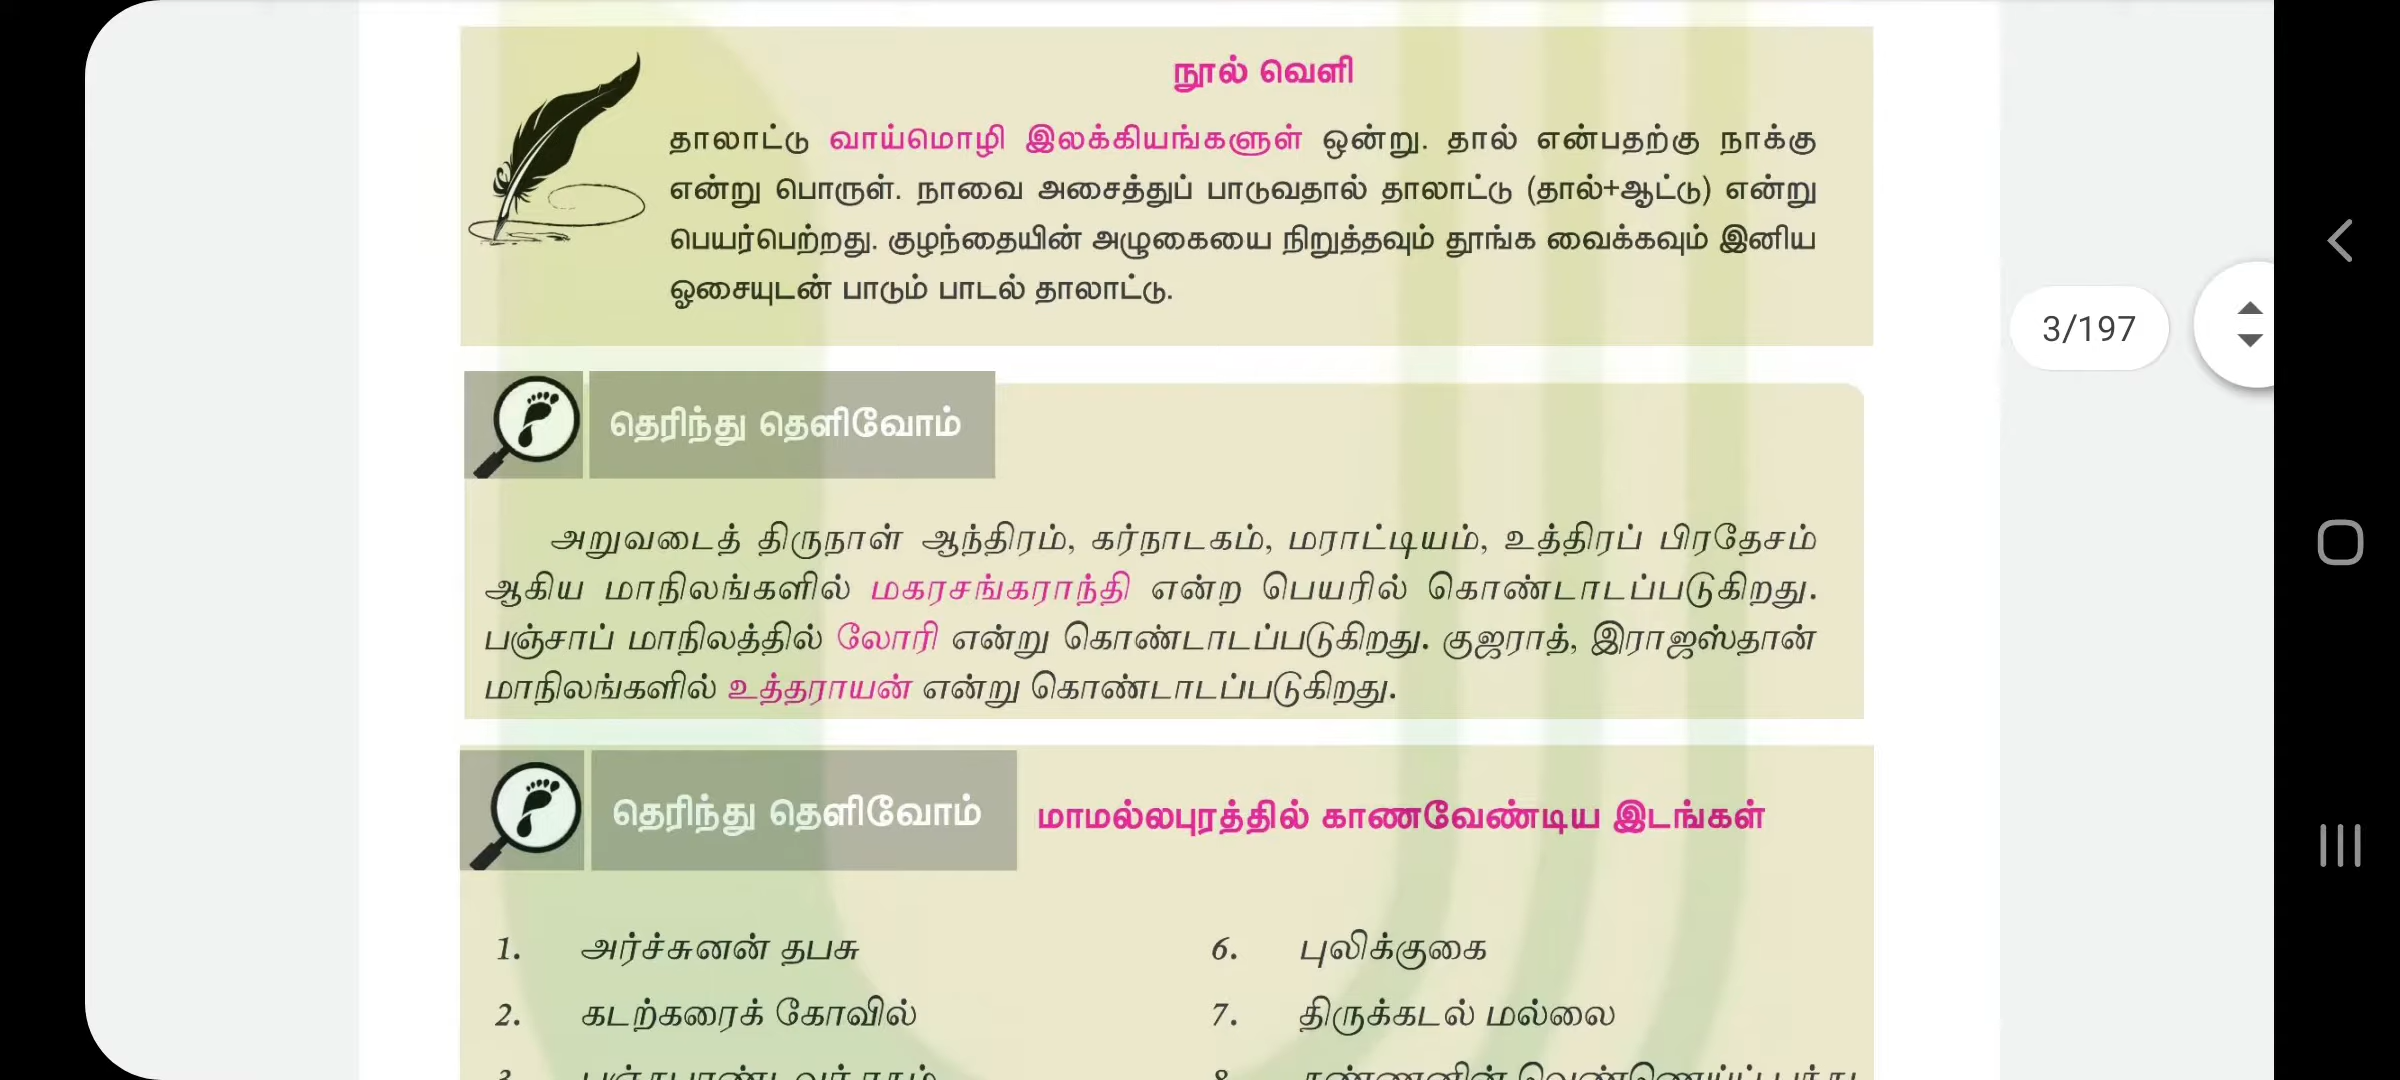 நூல் வெளி
தாலாட்டு வாய்மொழி இலக்கியங்களுள் ஒன்று. தால் என்பதற்கு நாக்கு
என்று பொருள். நாவை அசைத்துப் பாடுவதால் தாலாட்டு (தால்+ஆட்டு) என்று
பெயர்பெற்றது. குழந்தையின் அழுகையை நிறுத்தவும் தூங்க வைக்கவும் இனிய
ஓசையுடன் பாடும் பாடல் தாலாட்டு.
3/197
தெரிந்து தெளிவோம்
அறுவடைத் திருநாள் ஆந்திரம், கர்நாடகம், மராட்டியம், உத்திரப் பிரதேசம்
ஆகிய மாநிலங்களில் மகரசங்கராந்தி என்ற பெயரில் கொண்டாடப்படுகிறது.
பஞ்சாப் மாநிலத்தில் லோரி என்று கொண்டாடப்படுகிறது. குஜராத், இராஜஸ்தான்
மாநிலங்களில் உத்தராயன் என்று கொண்டாடப்படுகிறது.
தெரிந்து தெளிவோம் மாமல்லபுரத்தில் காணவேண்டிய இடங்கள்
1. அர்ச்சுனன் தபசு
2. கடற்கரைக் கோவில்
6. புலிக்குகை
7. திருக்கடல் மல்லை